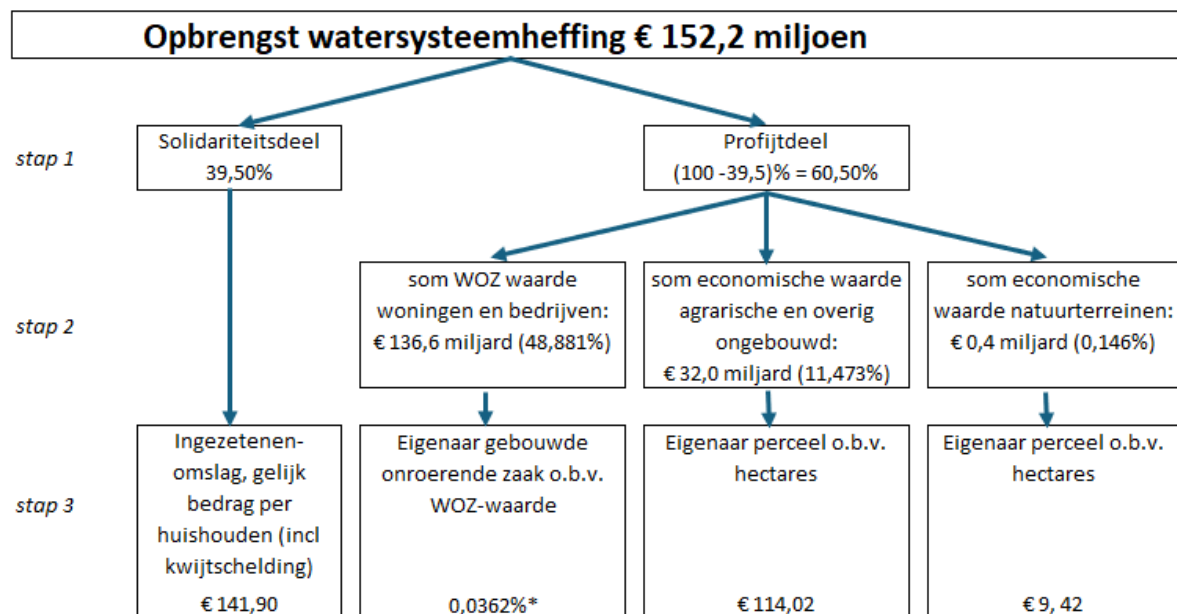 Opbrengst watersysteemheffing € 152,2 miljoen
stap 1
Solidariteitsdeel
39,50%
Profijtdeel
(100 -39,5)% = 60,50%
stap 2
som WOZ waarde
woningen en bedrijven:
€ 136,6 miljard (48,881%)
som economische waarde
agrarische en overig
ongebouwd:
€ 32,0 miljard (11,473%)
som economische
waarde natuurterreinen:
€ 0,4 miljard (0,146%)
stap 3
Ingezetenen-
omslag, gelijk
bedrag per
huishouden (incl
kwijtschelding)
€ 141,90
Eigenaar gebouwde
onroerende zaak o.b.v.
WOZ-waarde
0,0362%*
Eigenaar perceel o.b.v.
hectares
€ 114,02
Eigenaar perceel o.b.v.
hectares
€ 9, 42